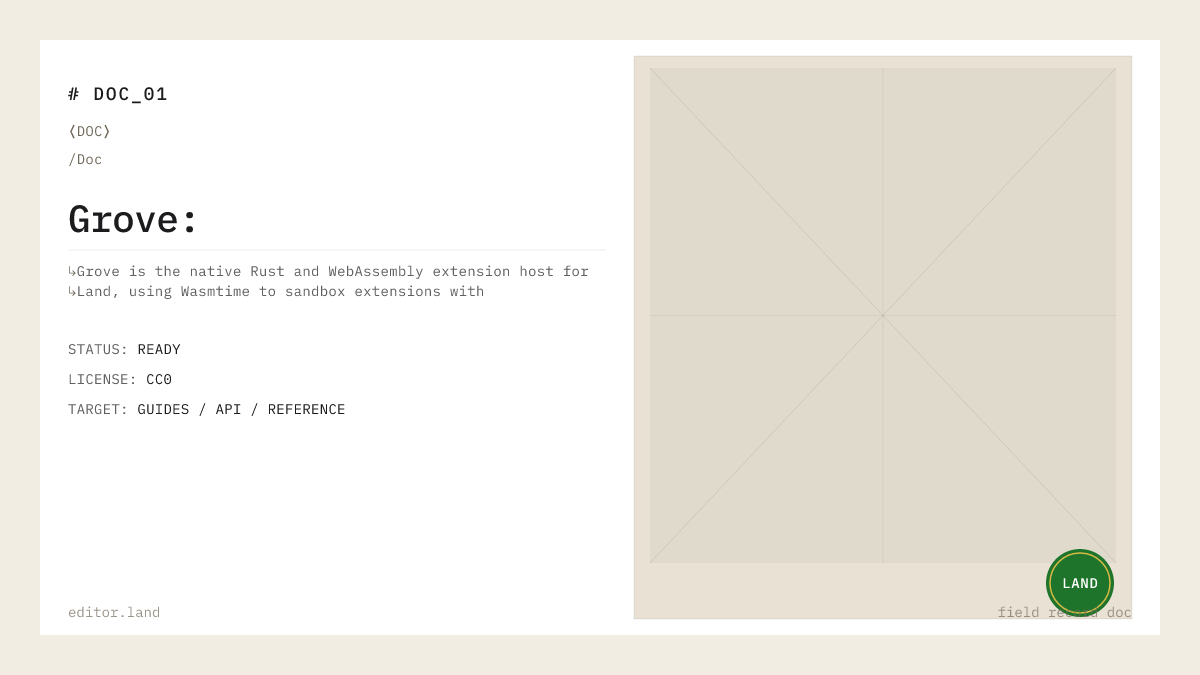 # DOC_01
⟨DOC⟩
/Doc
Grove:
↳Grove is the native Rust and WebAssembly extension host for
↳Land, using Wasmtime to sandbox extensions with
STATUS: READY
LICENSE: CC0
TARGET: GUIDES / API / REFERENCE
LAND
editor.land
field record doc